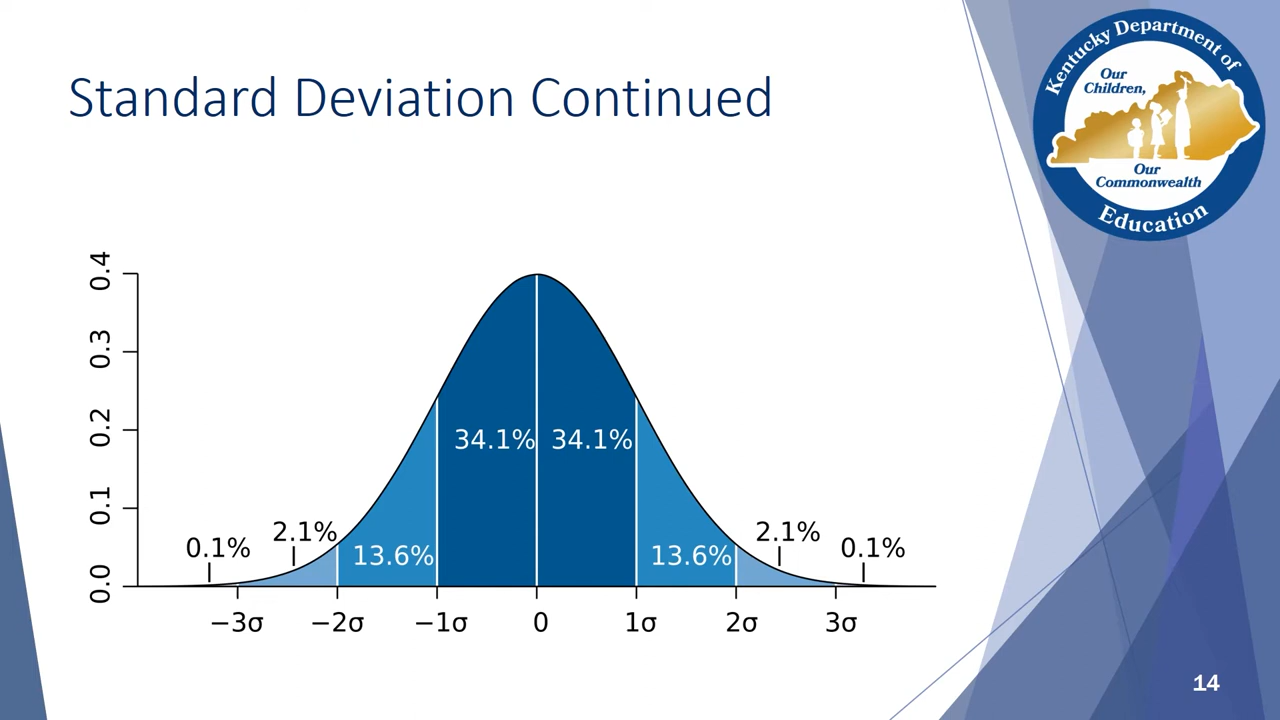 Standard Deviation Continued
Kentucky Department of
Our
Children,
Our
Commonwealth
Education
0.4
0.3
0.2
0.1
0.0
34.1% 34.1%
0.1% 2.1% 13.6% 13.6% 2.1% 0.1%
−3σ −2σ −1σ 0 1σ 2σ 3σ
14